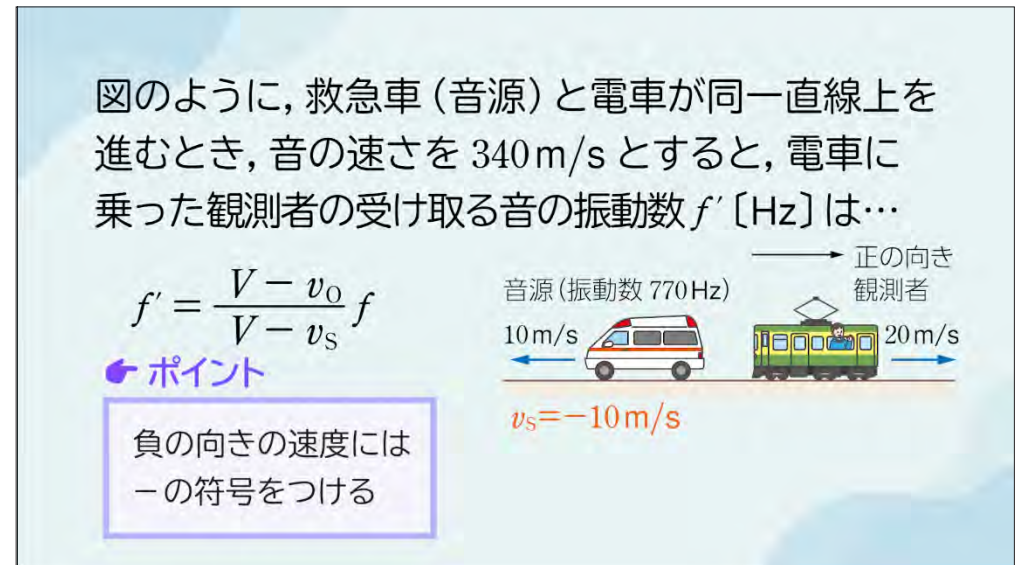 図のように，救急車（音源）と電車が同一直線上を
進むとき，音の速さを 340 m/s とすると，電車に
乗った観測者の受け取る音の振動数 f′〔Hz〕は…
正の向き
音源（振動数 770 Hz）
観測者
10 m/s
20 m/s
v_S=−10 m/s
f′ = \frac{V − v_O}{V − v_S} f
ポイント
負の向きの速度には
−の符号をつける